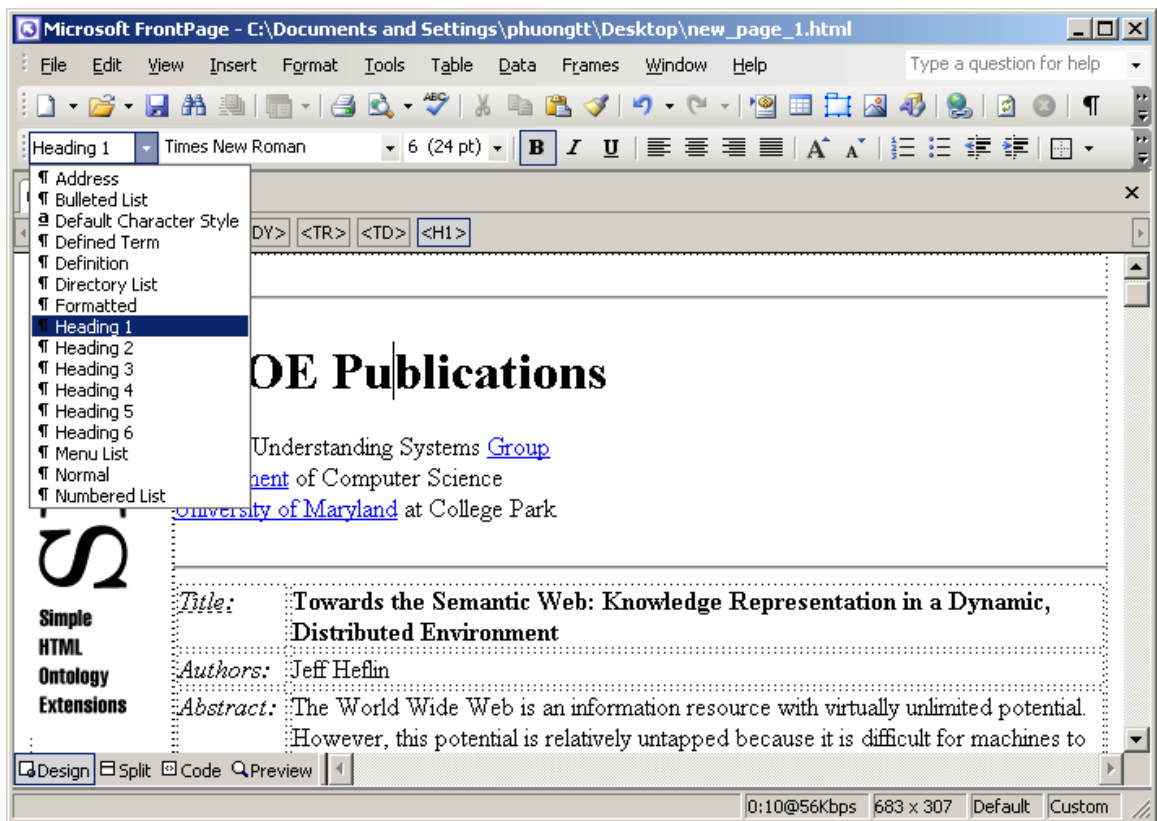 Microsoft FrontPage - C:\Documents and Settings\phuongtt\Desktop\new_page_1.html
File Edit View Insert Format Tools Table Data Frames Window Help Type a question for help
Heading 1 Times New Roman 6 (24 pt) B I U A A
¶ Address
¶ Bulleted List
a Default Character Style
¶ Defined Term
¶ Definition
¶ Directory List
¶ Formatted
¶ Heading 1
¶ Heading 2
¶ Heading 3
¶ Heading 4
¶ Heading 5
¶ Heading 6
¶ Menu List
¶ Normal
¶ Numbered List
DY> <TR> <TD> <H1>
OE Publications
Understanding Systems Group
ment of Computer Science
University of Maryland at College Park
Simple
HTML
Ontology
Extensions
Title: Towards the Semantic Web: Knowledge Representation in a Dynamic,
Distributed Environment
Authors: Jeff Heflin
Abstract: The World Wide Web is an information resource with virtually unlimited potential.
However, this potential is relatively untapped because it is difficult for machines to
Design Split Code Preview
0:10@56Kbps 683 x 307 Default Custom